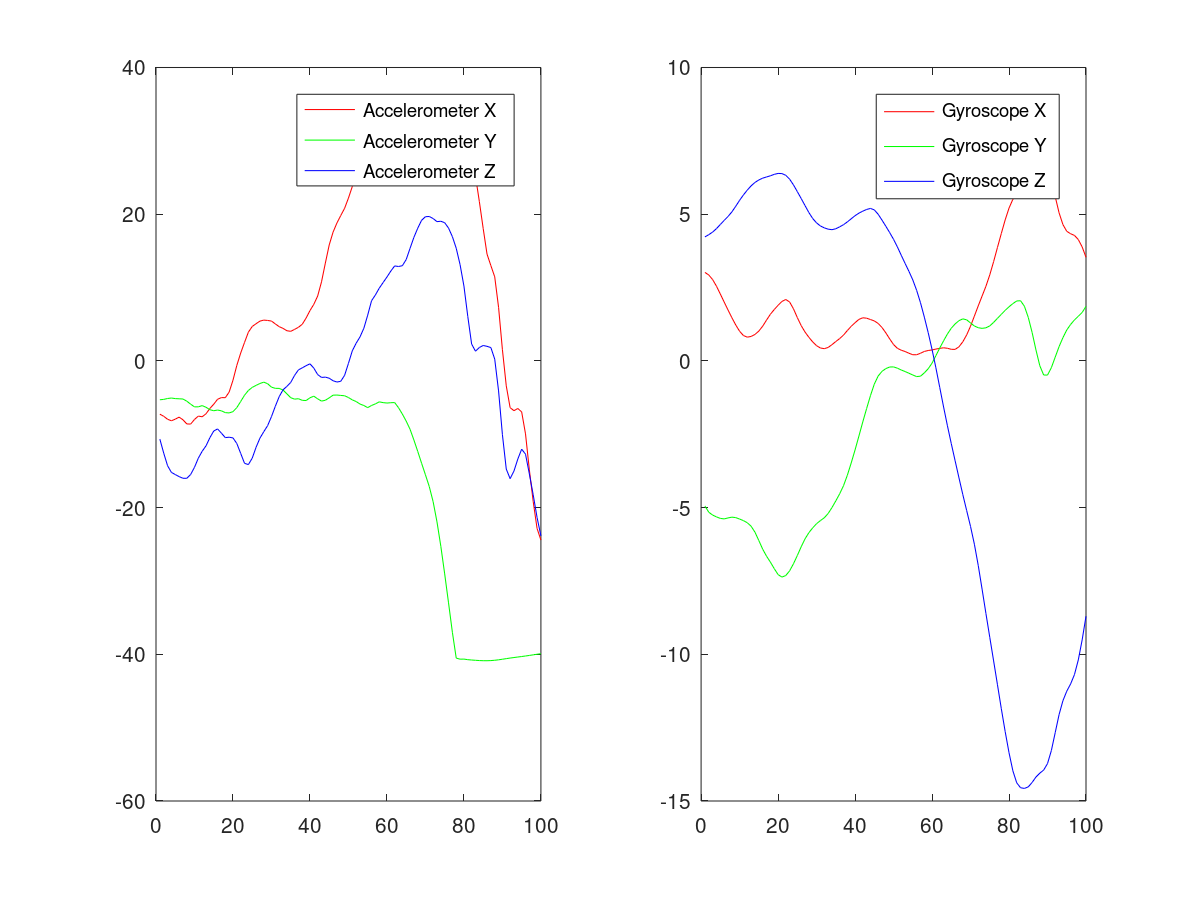 40
20
0
-20
-40
-60
0 20 40 60 80 100
Accelerometer X
Accelerometer Y
Accelerometer Z
10
5
0
-5
-10
-15
0 20 40 60 80 100
Gyroscope X
Gyroscope Y
Gyroscope Z